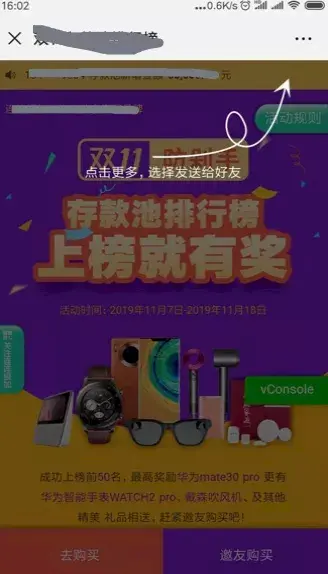 16:02 ...0.6K/s
榜
元
活动规则
双11 防剁手
点击更多,选择发送给好友
存款池排行榜
上榜就有奖
活动时间:2019年11月7日-2019年11月18日
vConsole
成功上榜前50名,最高奖励华为mate30 pro 更有
华为智能手表WATCH2 pro、戴森吹风机、及其他
精美 礼品相送,赶紧邀友购买吧!
去购买
邀友购买